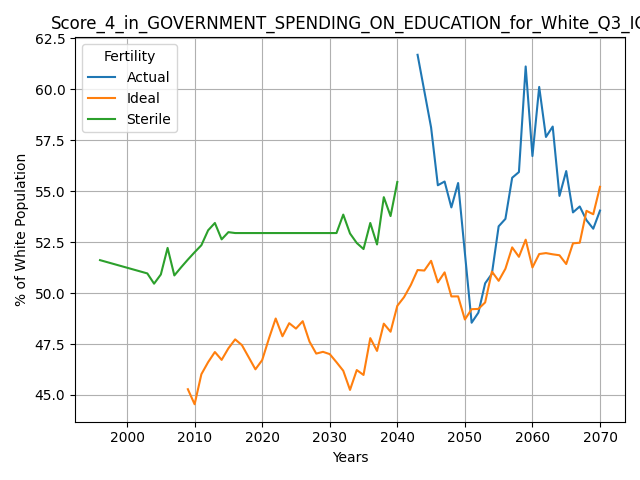 Score_4_in_GOVERNMENT_SPENDING_ON_EDUCATION_for_White_Q3_IC
Fertility
Actual
Ideal
Sterile
62.5
60.0
57.5
55.0
52.5
50.0
47.5
45.0
% of White Population
2000 2010 2020 2030 2040 2050 2060 2070
Years